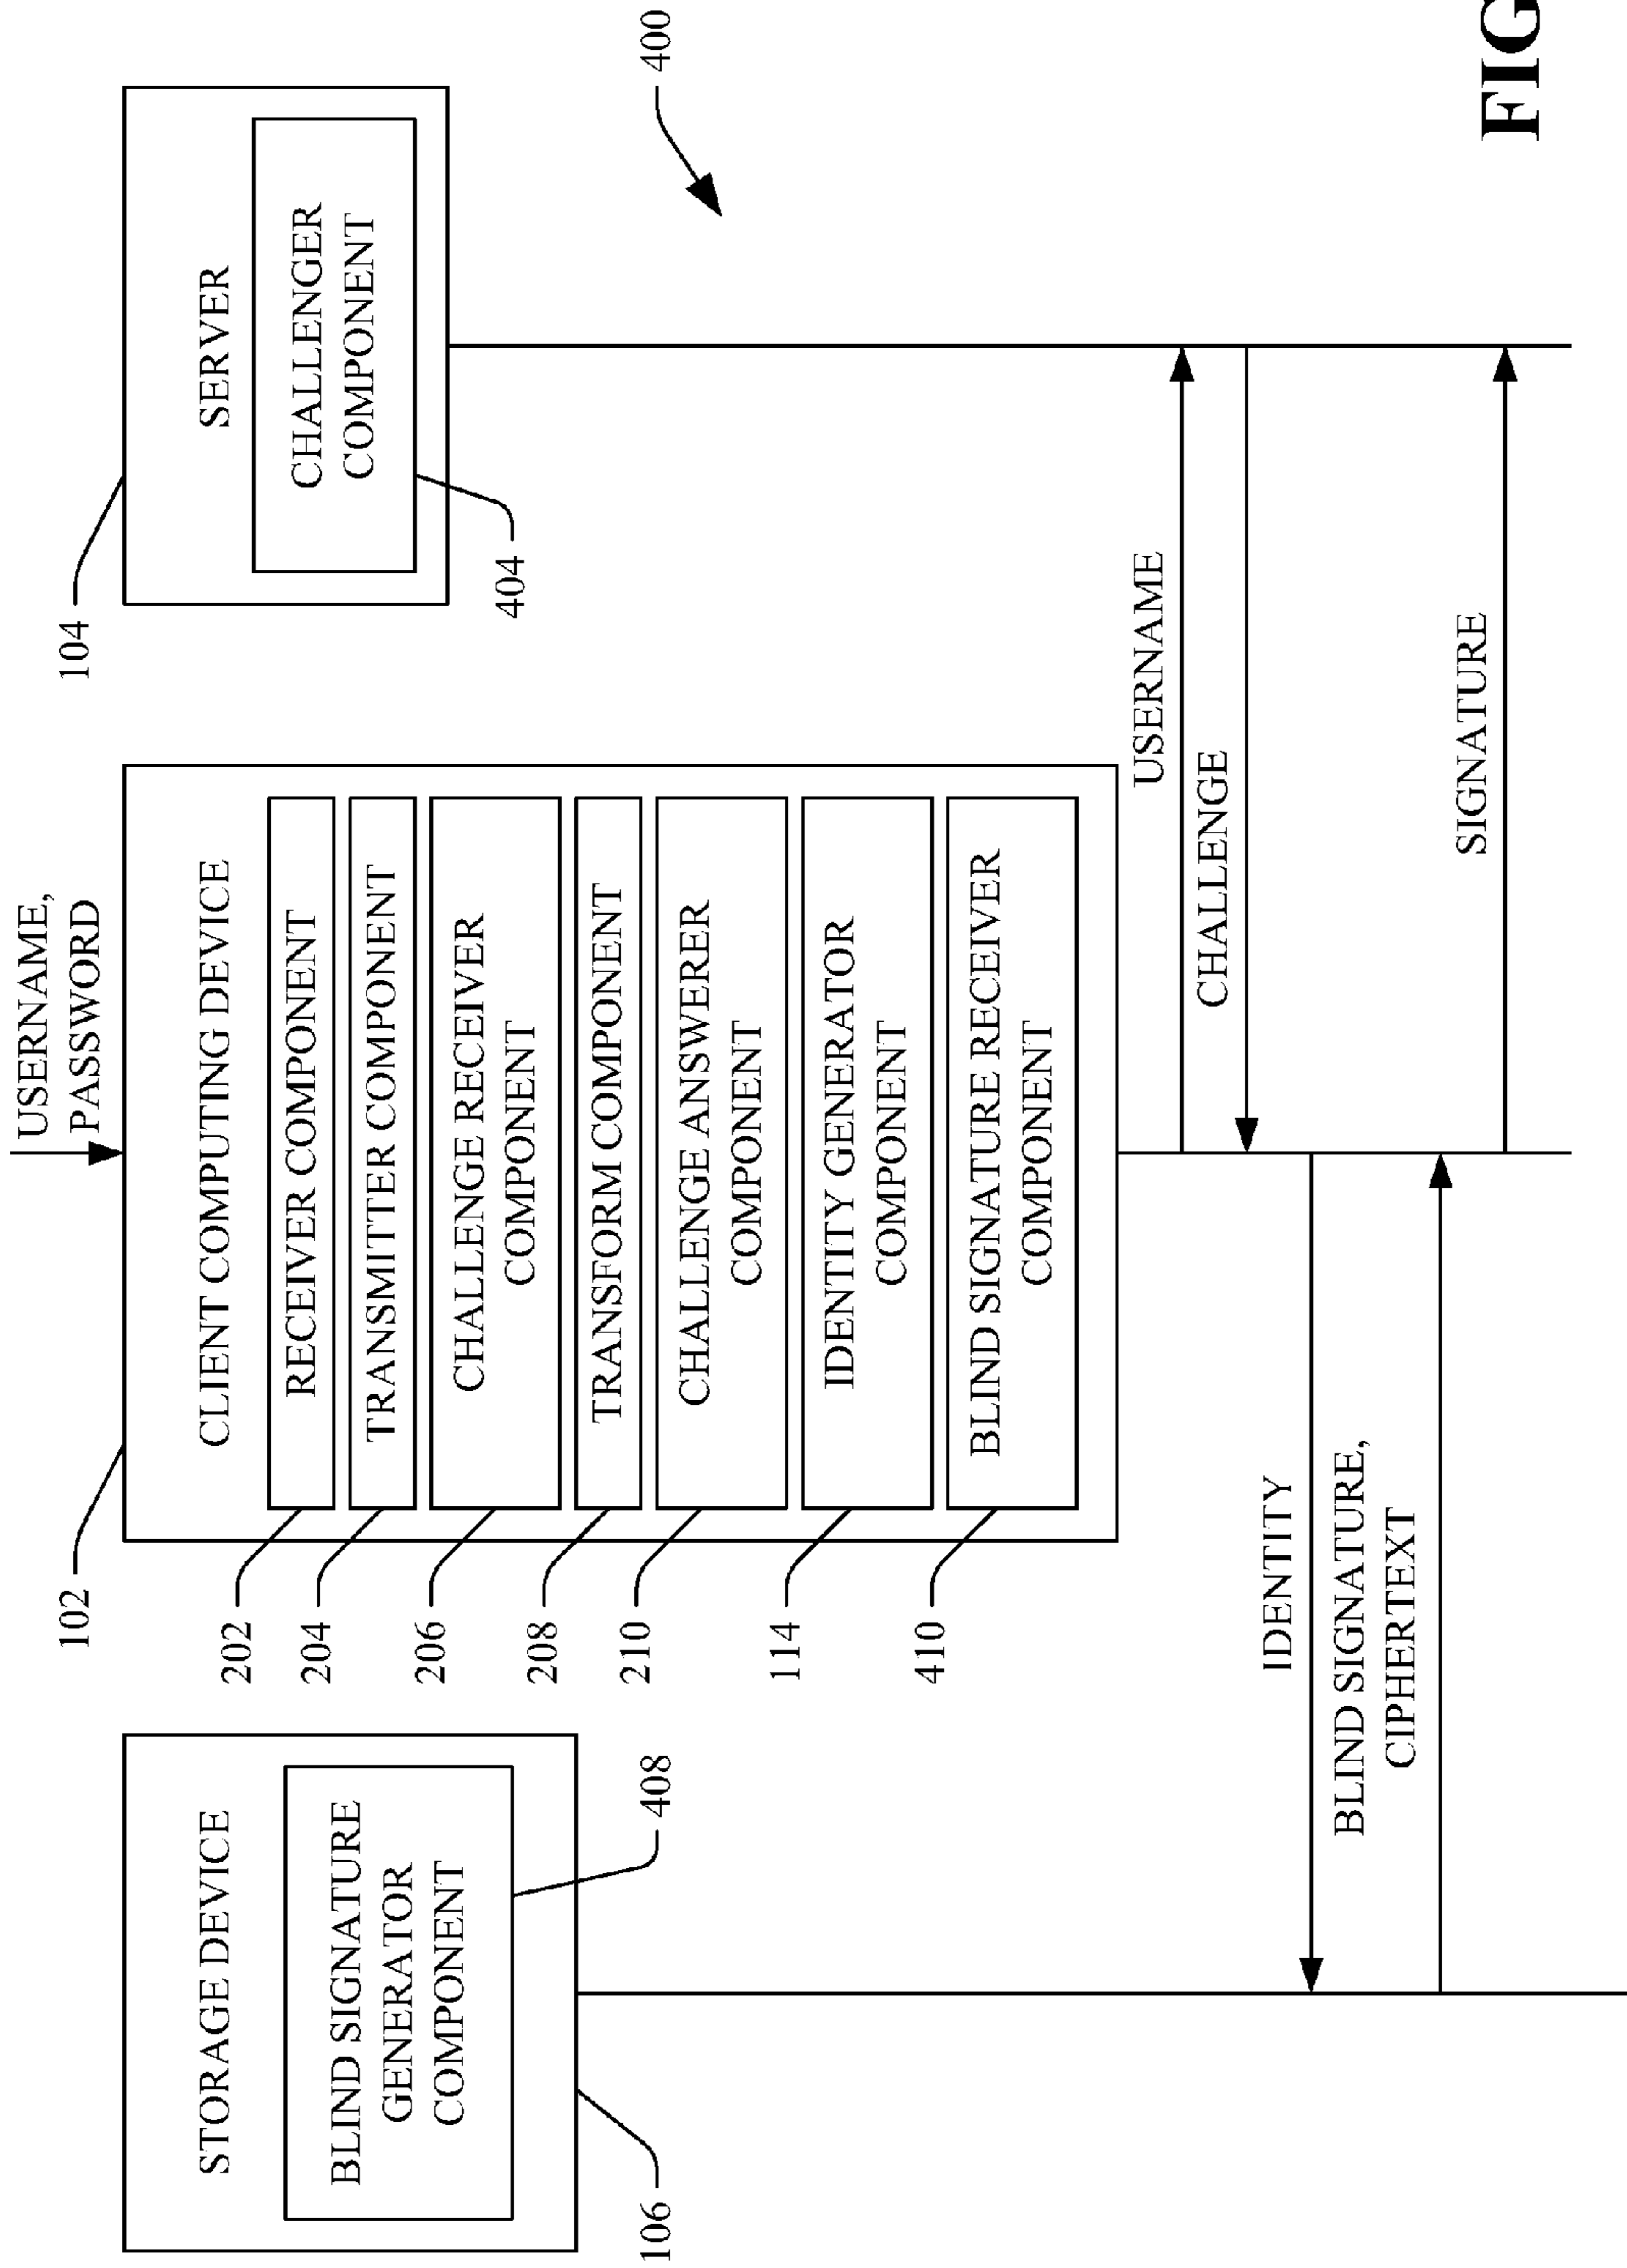 USERNAME,
PASSWORD
102
CLIENT COMPUTING DEVICE
202
RECEIVER COMPONENT
204
TRANSMITTER COMPONENT
206
CHALLENGE RECEIVER
COMPONENT
208
TRANSFORM COMPONENT
210
CHALLENGE ANSWERER
COMPONENT
114
IDENTITY GENERATOR
COMPONENT
410
BLIND SIGNATURE RECEIVER
COMPONENT
STORAGE DEVICE
BLIND SIGNATURE
GENERATOR
COMPONENT
408
106
104
SERVER
CHALLENGER
COMPONENT
404
400
USERNAME
CHALLENGE
IDENTITY
BLIND SIGNATURE,
CIPHERTEXT
SIGNATURE
FIG